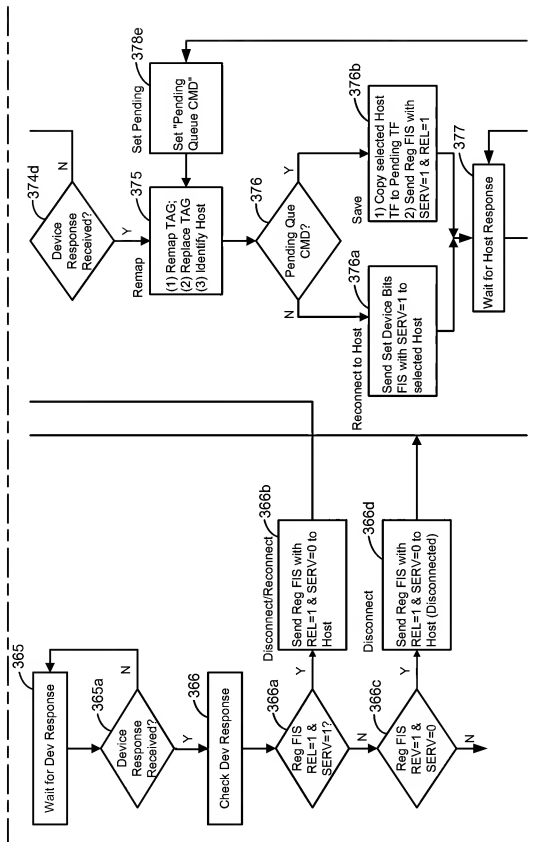 365
Wait for Dev Response
365a
Device
Response
Received?
N
Y
366
Check Dev Response
366a
Reg FIS
REL=1 &
SERV=1?
Y
N
Disconnect/Reconnect
366b
Send Reg FIS with
REL=1 & SERV=0 to
Host
366c
Reg FIS
REV=1 &
SERV=0
Y
N
Disconnect
366d
Send Reg FIS with
REL=1 & SERV=0 to
Host (Disconnected)
374d
Device
Response
Received?
N
Y
Remap
375
(1) Remap TAG;
(2) Replace TAG
(3) Identify Host
Set Pending
378e
Set "Pending
Queue CMD"
376
Pending Que
CMD?
N
Y
Reconnect to Host
376a
Send Set Device Bits
FIS with SERV=1 to
selected Host
Save
376b
1) Copy selected Host
TF to Pending TF
2) Send Reg FIS with
SERV=1 & REL=1
377
Wait for Host Response